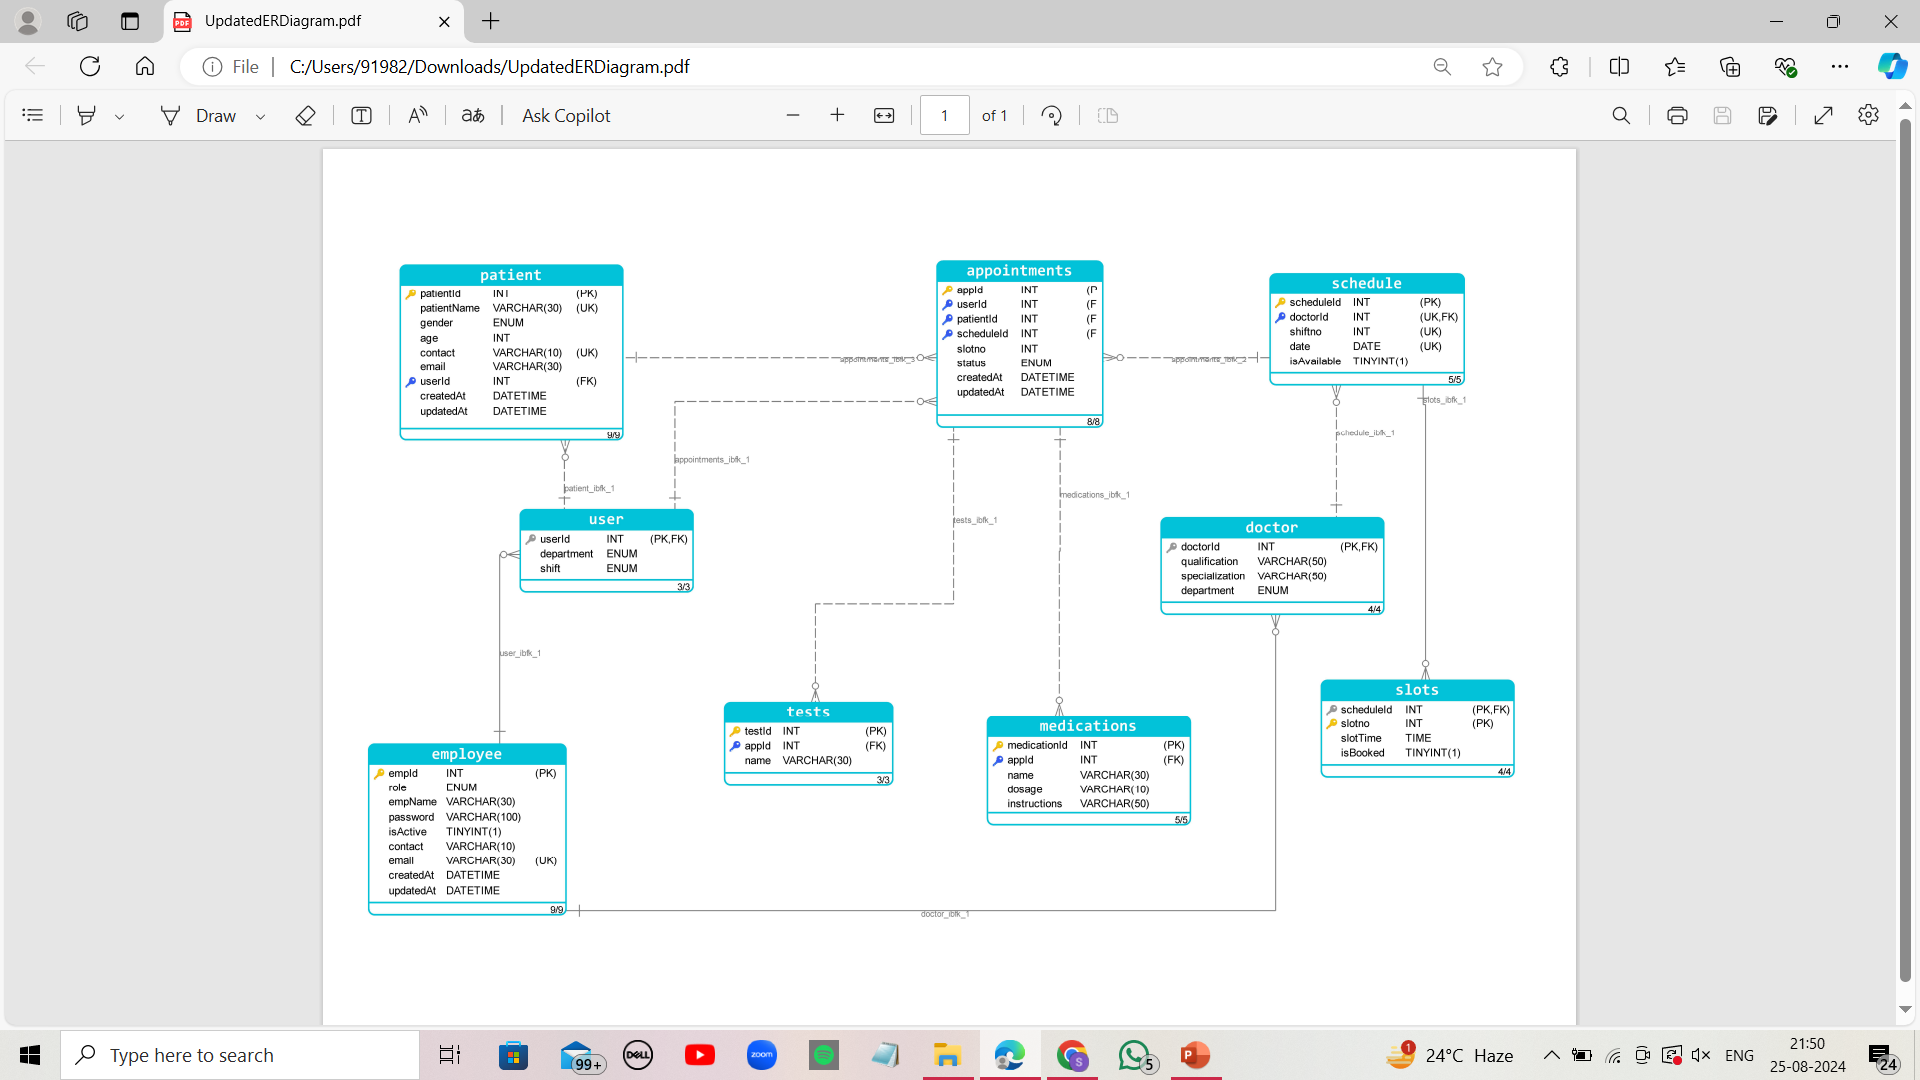 UpdatedERDiagram.pdf
File
C:/Users/91982/Downloads/UpdatedERDiagram.pdf
Draw
Ask Copilot
1 of 1
patient
patientId INT (PK)
patientName VARCHAR(30) (UK)
gender ENUM
age INT
contact VARCHAR(10) (UK)
email VARCHAR(30)
userId INT (FK)
createdAt DATETIME
updatedAt DATETIME
9/9
appointments
appId INT (P
userId INT (F
patientId INT (F
scheduleId INT (F
slotno INT
status ENUM
createdAt DATETIME
updatedAt DATETIME
8/8
schedule
scheduleId INT (PK)
doctorId INT (UK,FK)
shiftno INT (UK)
date DATE (UK)
isAvailable TINYINT(1)
5/5
appointments_ibfk_3
appointments_ibfk_2
slots_ibfk_1
schedule_ibfk_1
appointments_ibfk_1
patient_ibfk_1
medications_ibfk_1
tests_ibfk_1
user
userId INT (PK,FK)
department ENUM
shift ENUM
3/3
doctor
doctorId INT (PK,FK)
qualification VARCHAR(50)
specialization VARCHAR(50)
department ENUM
4/4
user_ibfk_1
slots
scheduleId INT (PK,FK)
slotno INT (PK)
slotTime TIME
isBooked TINYINT(1)
4/4
tests
testId INT (PK)
appId INT (FK)
name VARCHAR(30)
3/3
medications
medicationId INT (PK)
appId INT (FK)
name VARCHAR(30)
dosage VARCHAR(10)
instructions VARCHAR(50)
5/5
employee
empId INT (PK)
role ENUM
empName VARCHAR(30)
password VARCHAR(100)
isActive TINYINT(1)
contact VARCHAR(10)
email VARCHAR(30) (UK)
createdAt DATETIME
updatedAt DATETIME
9/9
doctor_ibfk_1
Type here to search
99+
DELL
zoom
5
1
24°C Haze
ENG
21:50
25-08-2024
24